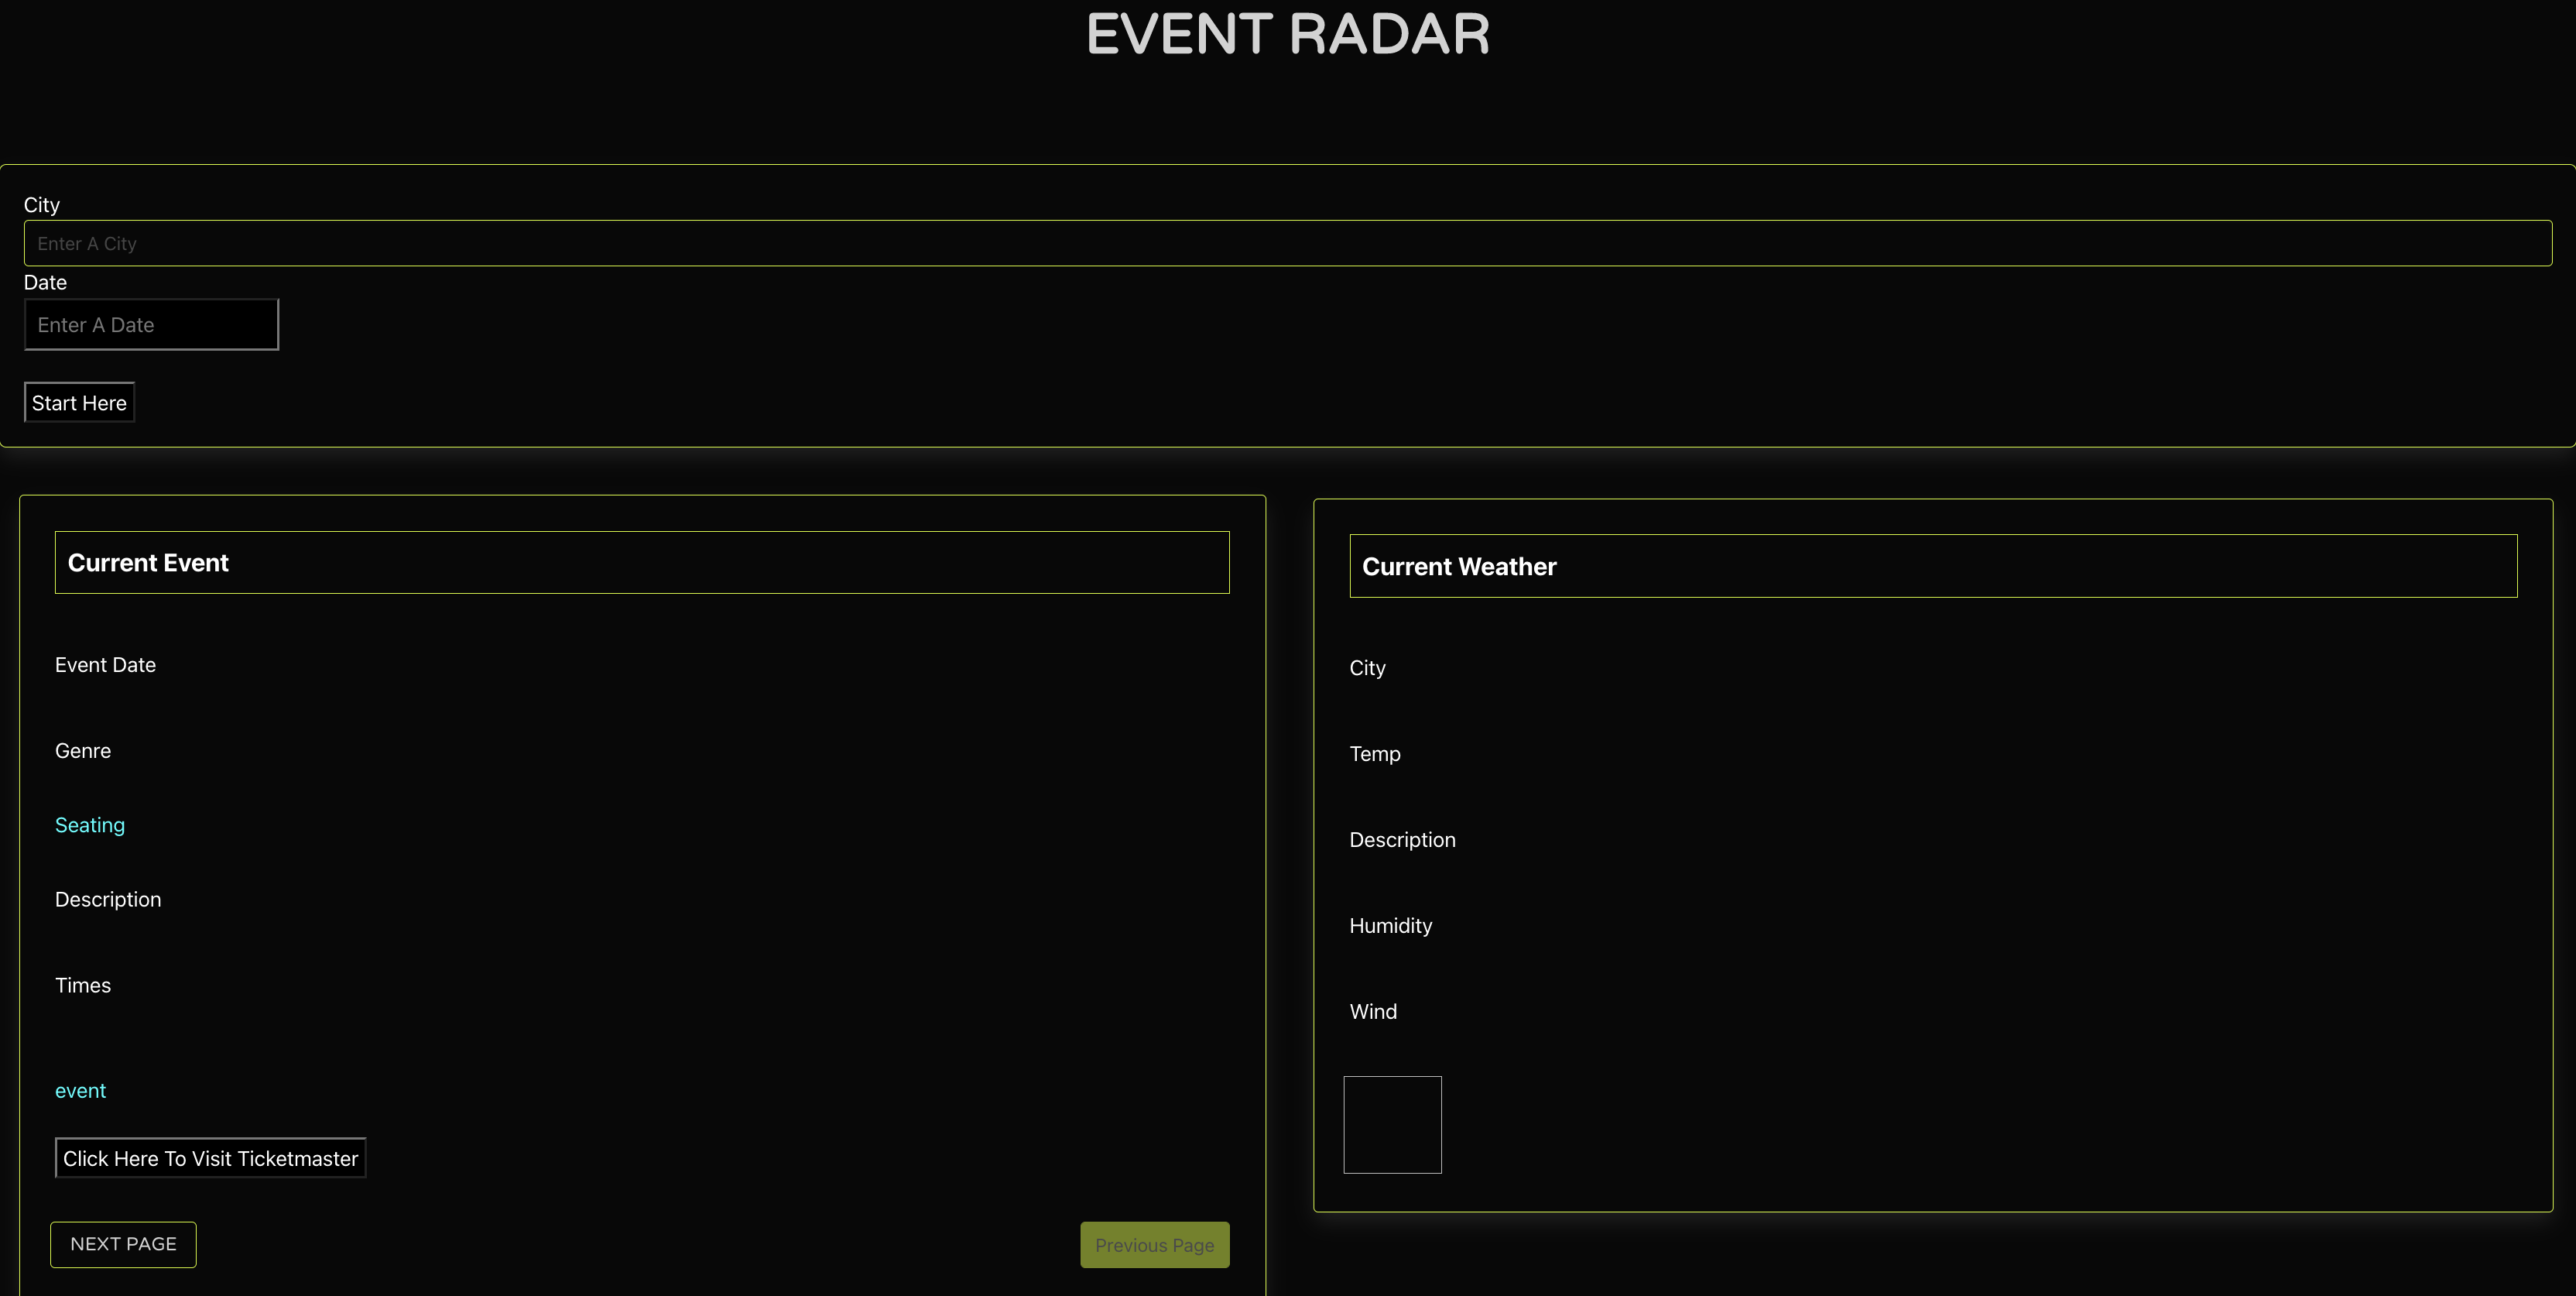 EVENT RADAR
City
Enter A City
Date
Enter A Date
Start Here
Current Event
Event Date
Genre
Seating
Description
Times
event
Click Here To Visit Ticketmaster
NEXT PAGE
Previous Page
Current Weather
City
Temp
Description
Humidity
Wind